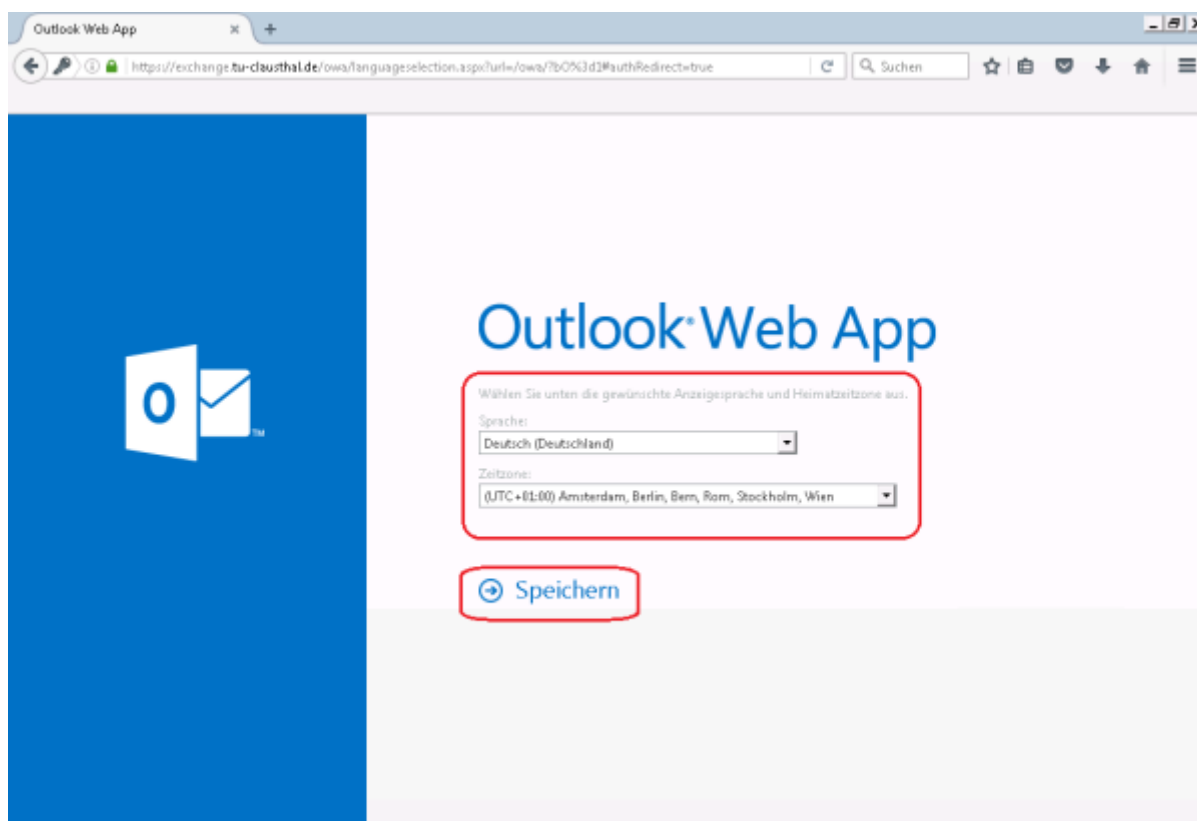 Outlook Web App
https://exchange.tu-clausthal.de/owa/languageselection.aspx?url=/owa/?bO%3d1#authRedirect=true
Suchen
Outlook Web App
Wählen Sie unten die gewünschte Anzeigesprache und Heimatzeitzone aus.
Sprache:
Deutsch (Deutschland)
Zeitzone:
(UTC+01:00) Amsterdam, Berlin, Bern, Rom, Stockholm, Wien
O
TM
Speichern